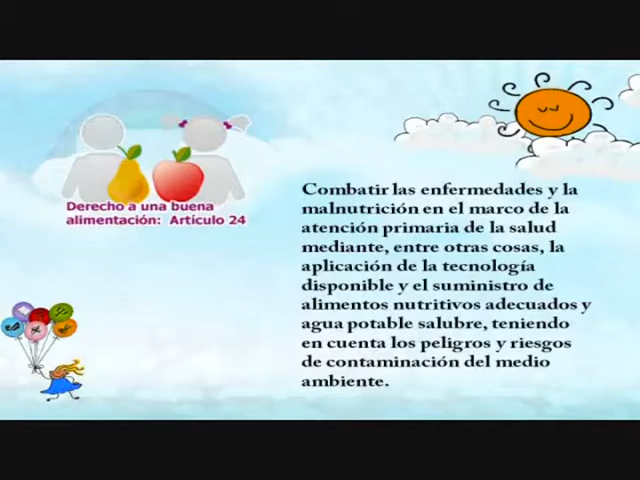 Derecho a una buena
alimentación: Artículo 24
Combatir las enfermedades y la
malnutrición en el marco de la
atención primaria de la salud
mediante, entre otras cosas, la
aplicación de la tecnología
disponible y el suministro de
alimentos nutritivos adecuados y
agua potable salubre, teniendo
en cuenta los peligros y riesgos
de contaminación del medio
ambiente.